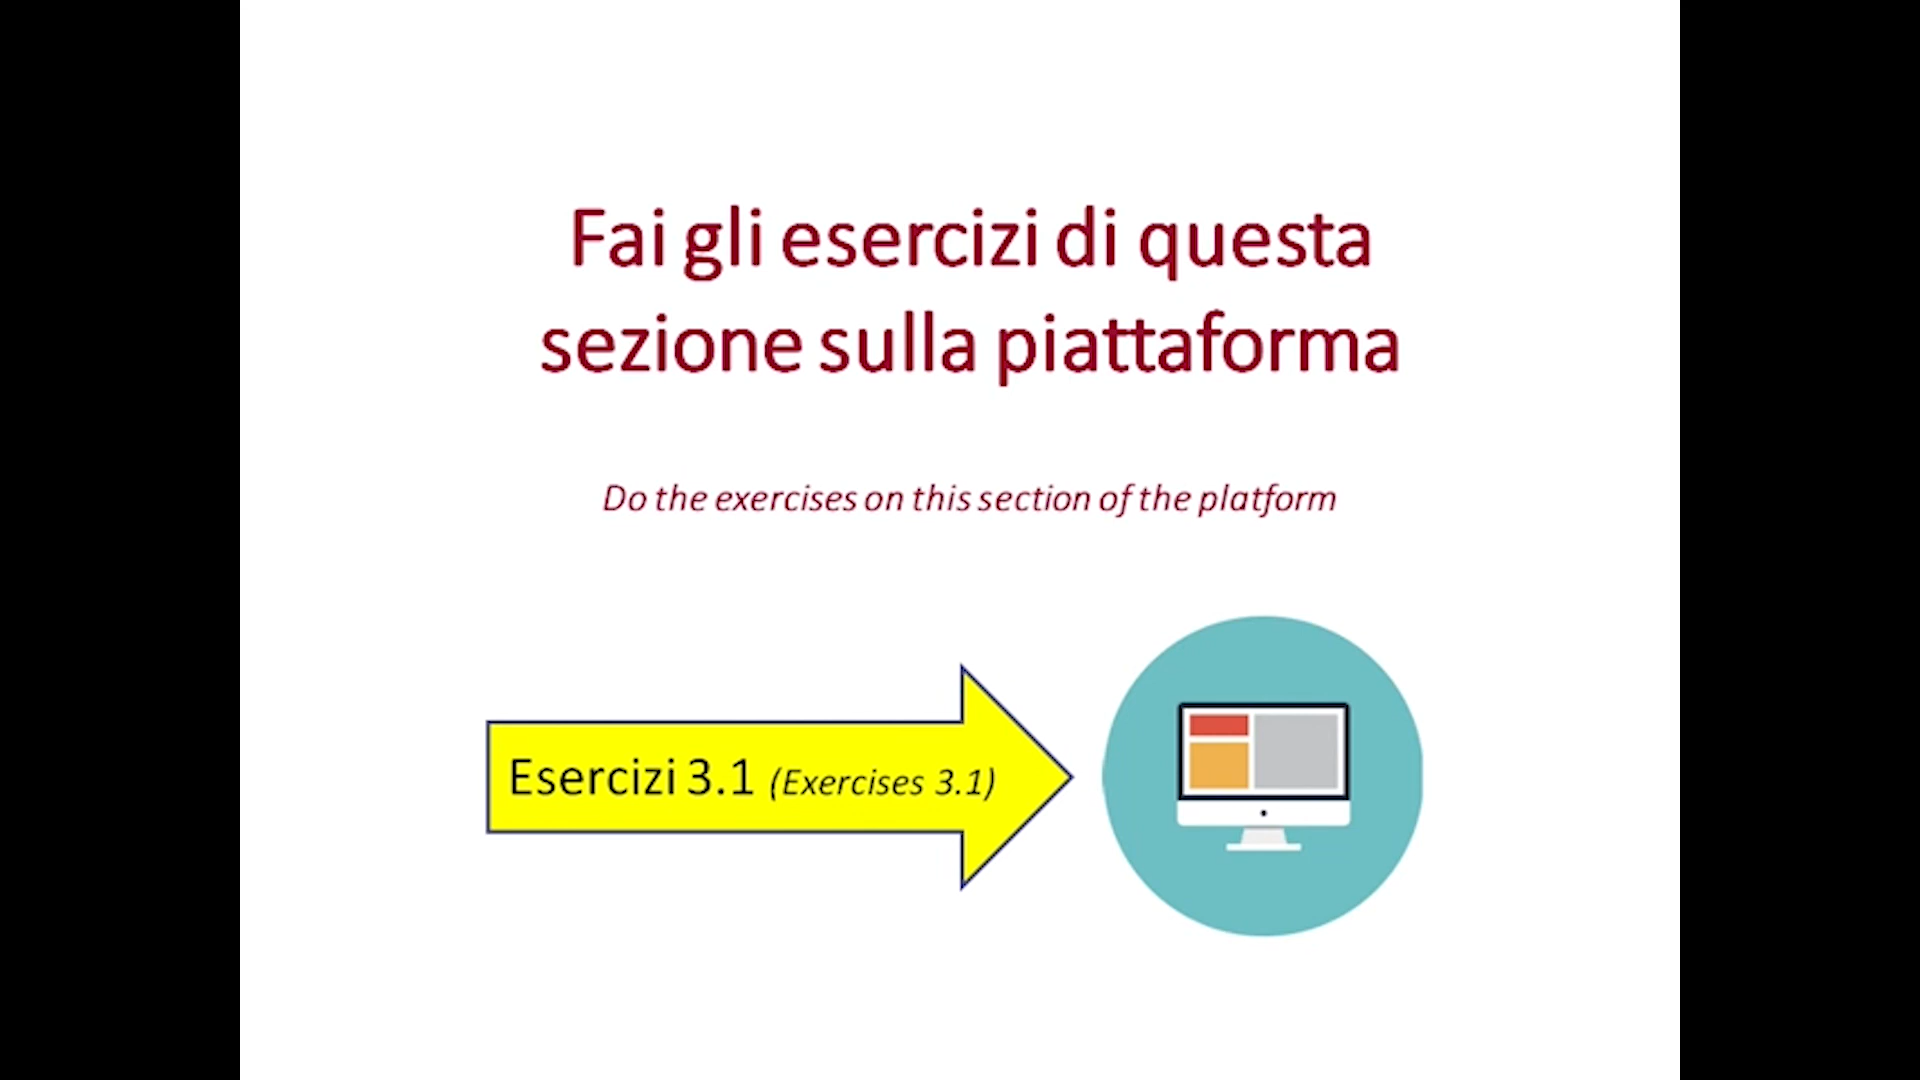 Fai gli esercizi di questa
sezione sulla piattaforma
Do the exercises on this section of the platform
Esercizi 3.1 (Exercises 3.1)